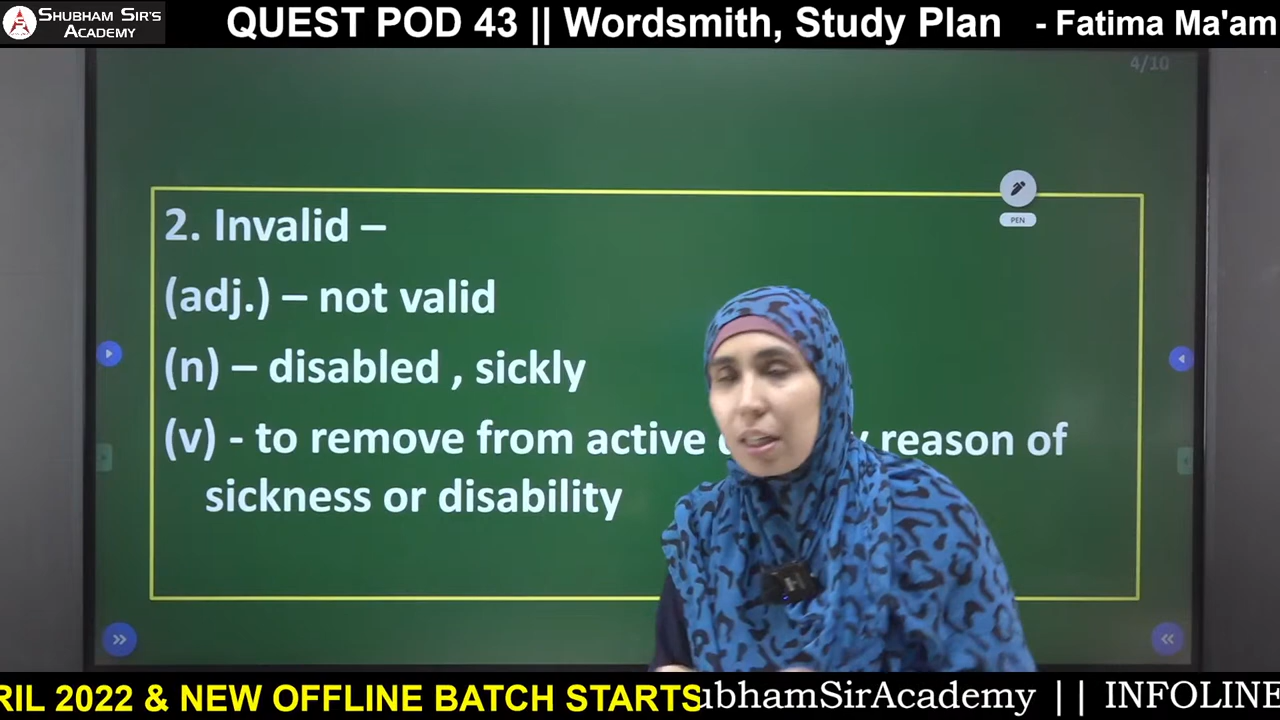 SHUBHAM SIR'S
ACADEMY
QUEST POD 43 || Wordsmith, Study Plan - Fatima Ma'am
4/10
PEN
2. Invalid –
(adj.) – not valid
(n) – disabled , sickly
(v) - to remove from active reason of
sickness or disability
RIL 2022 & NEW OFFLINE BATCH STARTS ubhamSirAcademy || INFOLINE